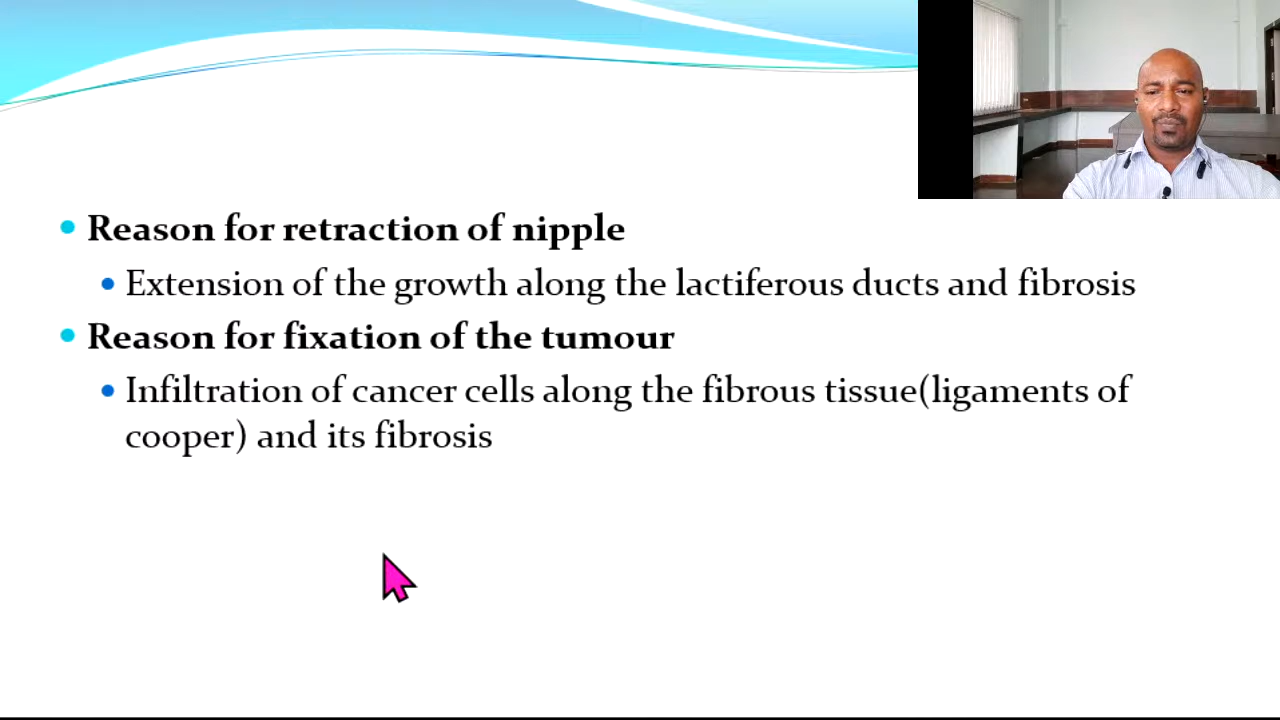 Reason for retraction of nipple
Extension of the growth along the lactiferous ducts and fibrosis
Reason for fixation of the tumour
Infiltration of cancer cells along the fibrous tissue(ligaments of
cooper) and its fibrosis